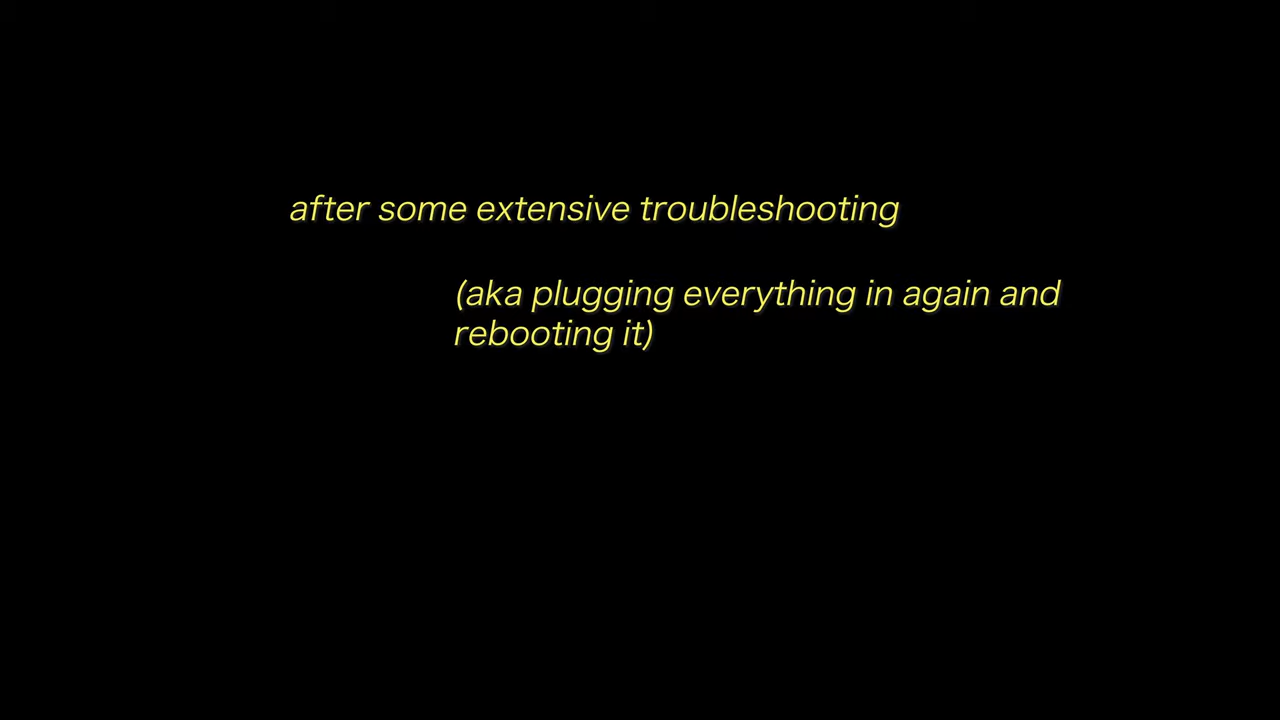 after some extensive troubleshooting
(aka plugging everything in again and
rebooting it)